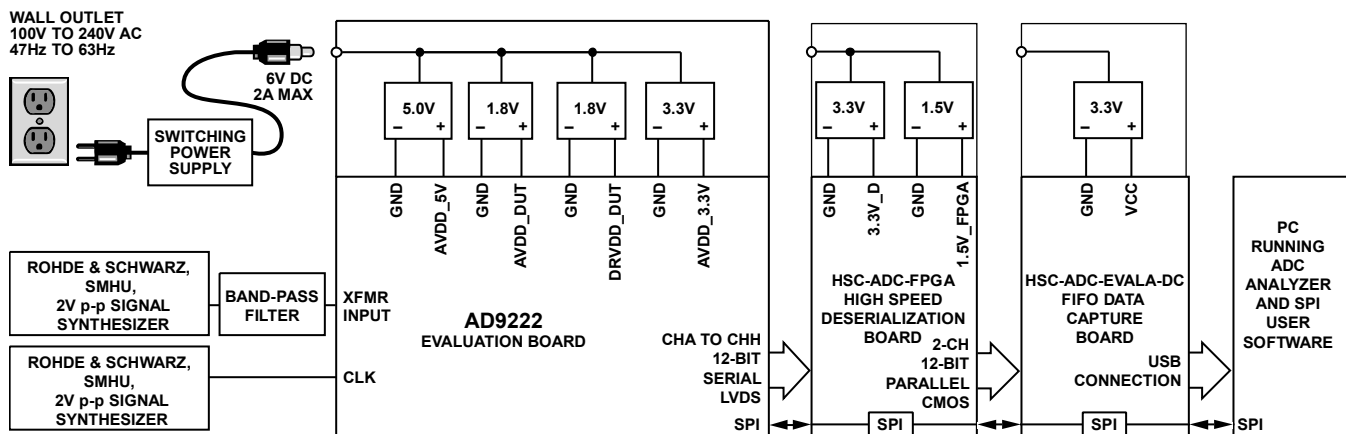 WALL OUTLET
100V TO 240V AC
47Hz TO 63Hz
6V DC
2A MAX
SWITCHING
POWER
SUPPLY
5.0V
– +
1.8V
– +
1.8V
– +
3.3V
– +
GND
AVDD_5V
GND
AVDD_DUT
GND
DRVDD_DUT
GND
AVDD_3.3V
3.3V
– +
1.5V
– +
GND
3.3V_D
GND
1.5V_FPGA
3.3V
– +
GND
VCC
ROHDE & SCHWARZ,
SMHU,
2V p-p SIGNAL
SYNTHESIZER
BAND-PASS
FILTER
XFMR
INPUT
ROHDE & SCHWARZ,
SMHU,
2V p-p SIGNAL
SYNTHESIZER
CLK
AD9222
EVALUATION BOARD
CHA TO CHH
12-BIT
SERIAL
LVDS
SPI
HSC-ADC-FPGA
HIGH SPEED
DESERIALIZATION
BOARD
2-CH
12-BIT
PARALLEL
CMOS
SPI
HSC-ADC-EVALA-DC
FIFO DATA
CAPTURE
BOARD
USB
CONNECTION
SPI
PC
RUNNING
ADC
ANALYZER
AND SPI
USER
SOFTWARE
SPI